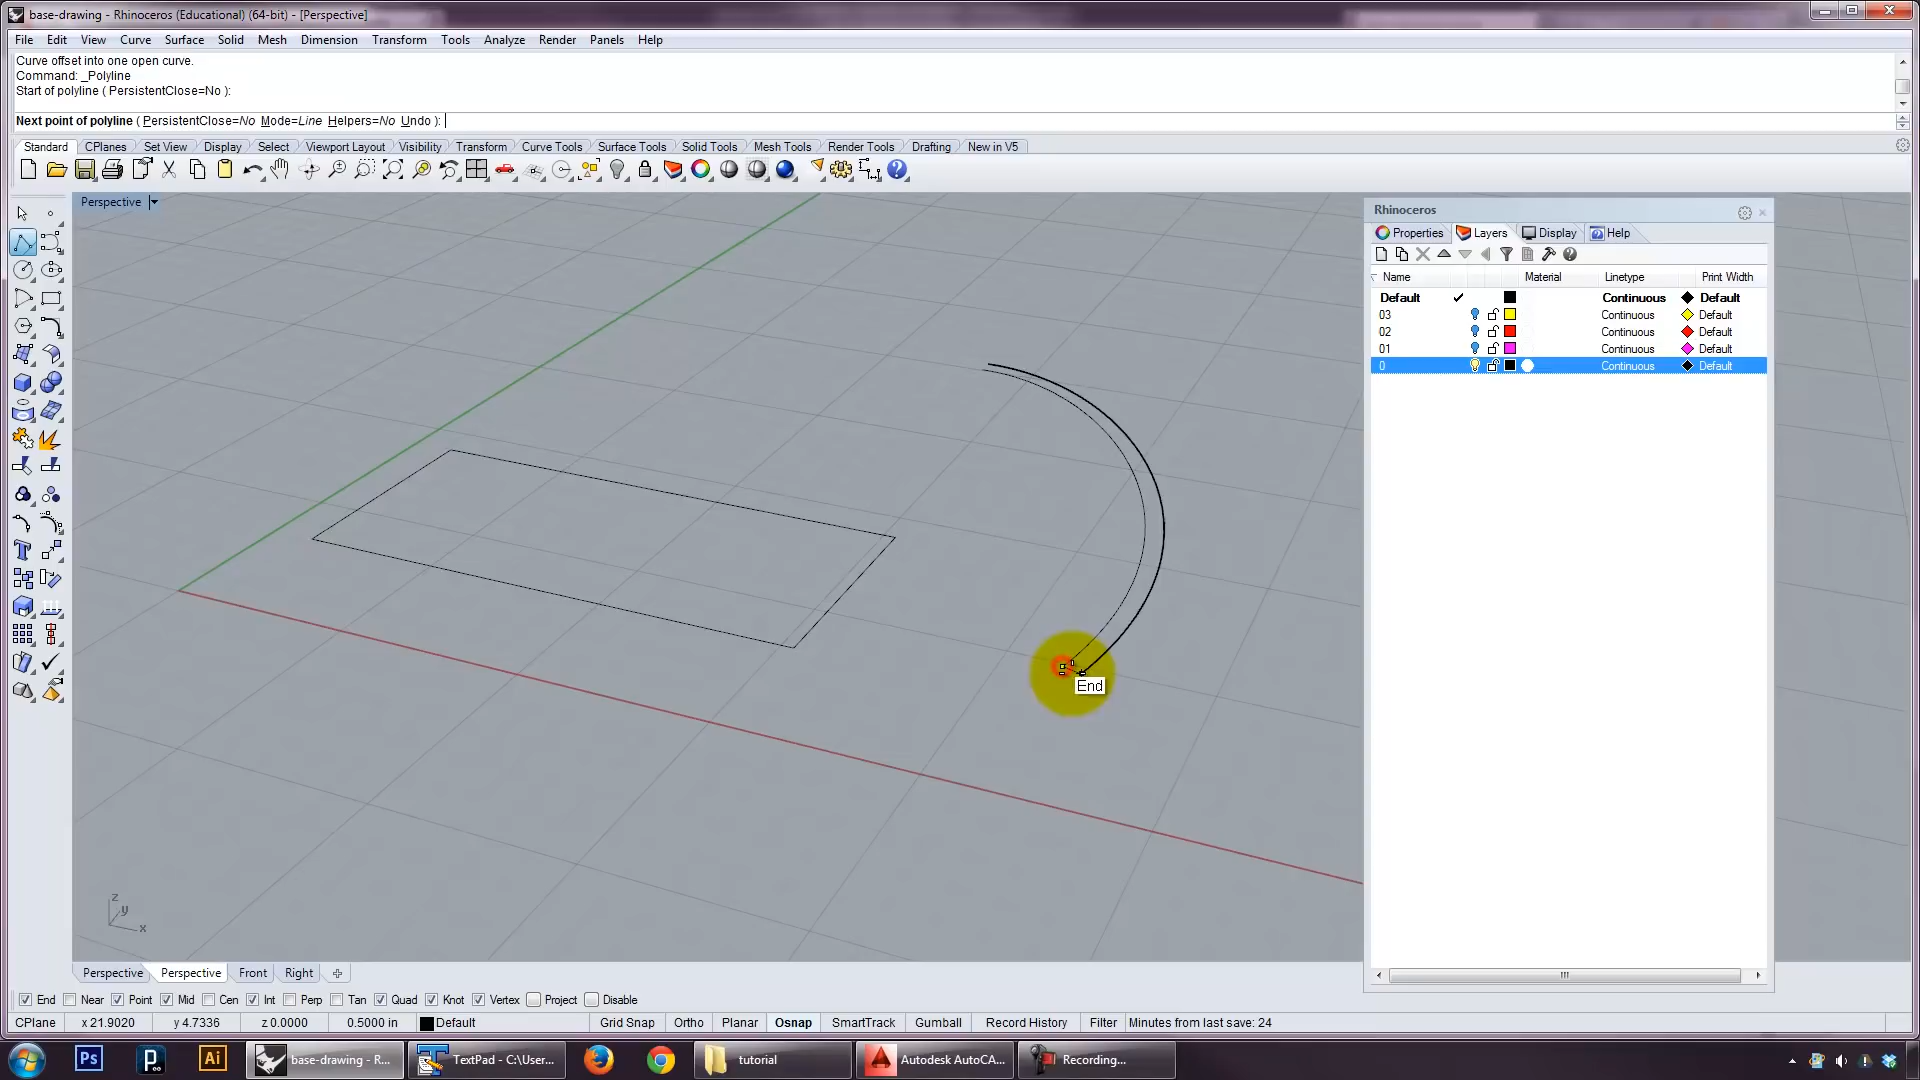 base-drawing - Rhinoceros (Educational) (64-bit) - [Perspective]
File Edit View Curve Surface Solid Mesh Dimension Transform Tools Analyze Render Panels Help
Curve offset into one open curve.
Command: _Polyline
Start of polyline ( PersistentClose=No ):
Next point of polyline ( PersistentClose=No Mode=Line Helpers=No Undo ):
Standard CPlanes Set View Display Select Viewport Layout Visibility Transform Curve Tools Surface Tools Solid Tools Mesh Tools Render Tools Drafting New in V5
Perspective
Rhinoceros
Properties Layers Display Help
Name Material Linetype Print Width
Default Continuous Default
03 Continuous Default
02 Continuous Default
01 Continuous Default
0 Continuous Default
End
z
y
x
Perspective Perspective Front Right
End Near Point Mid Cen Int Perp Tan Quad Knot Vertex Project Disable
CPlane x 21.9020 y 4.7336 z 0.0000 0.5000 in Default Grid Snap Ortho Planar Osnap SmartTrack Gumball Record History Filter Minutes from last save: 24
Ps p Ai base-drawing - R... TextPad - C:\User... tutorial Autodesk AutoCA... Recording...